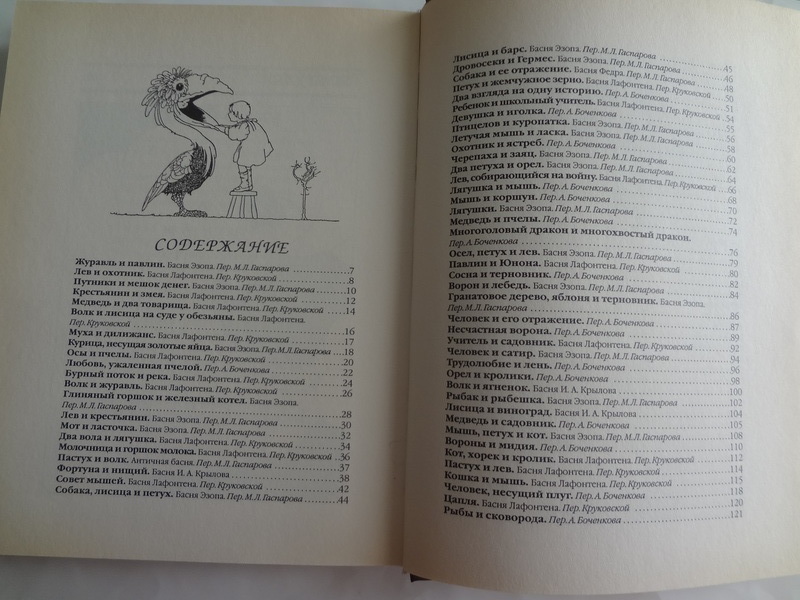 СОДЕРЖАНИЕ
Журавль и павлин. Басня Эзопа. Пер. М.Л. Гаспарова 7
Лев и охотник. Басня Лафонтена. Пер. Круковской 8
Путники и мешок денег. Басня Эзопа. Пер. М.Л. Гаспарова 10
Крестьянин и змея. Басня Лафонтена. Пер. Круковской 12
Медведь и два товарища. Басня Лафонтена. Пер. Круковской 14
Волк и лисица на суде у обезьяны. Басня Лафонтена.
Пер. Круковской 16
Муха и дилижанс. Басня Лафонтена. Пер. Круковской 17
Курица, несущая золотые яйца. Басня Эзопа. Пер. М.Л. Гаспарова 18
Осы и пчелы. Басня Лафонтена. Пер. Круковской 20
Любовь, ужаленная пчелой. Пер. А. Боченкова 22
Бурный поток и река. Басня Лафонтена. Пер. Круковской 24
Волк и журавль. Басня Лафонтена. Пер. Круковской 26
Глиняный горшок и железный котел. Басня Эзопа.
Пер. М.Л. Гаспарова 28
Лев и крестьянин. Басня Эзопа. Пер. М.Л. Гаспарова 30
Мот и ласточка. Басня Эзопа. Пер. М.Л. Гаспарова 32
Два вола и лягушка. Басня Лафонтена. Пер. Круковской 34
Молочница и горшок молока. Басня Лафонтена. Пер. Круковской 36
Пастух и волк. Античная басня. Пер. М.Л. Гаспарова 37
Фортуна и нищий. Басня И. А. Крылова 38
Совет мышей. Басня Лафонтена. Пер. Круковской 42
Собака, лисица и петух. Басня Эзопа. Пер. М.Л. Гаспарова 44
Лисица и барс. Басня Эзопа. Пер. М.Л. Гаспарова 45
Дровосеки и Гермес. Басня Эзопа. Пер. М.Л. Гаспарова 46
Собака и ее отражение. Басня Федра. Пер. М.Л. Гаспарова 48
Петух и жемчужное зерно. Басня Лафонтена. Пер. Круковской 50
Два взгляда на одну историю. Пер. А. Боченкова 51
Ребенок и школьный учитель. Басня Лафонтена. Пер. Круковской 54
Девушка и иголка. Пер. А. Боченкова 55
Птицелов и куропатка. Басня Эзопа. Пер. М.Л. Гаспарова 56
Летучая мышь и ласка. Басня Эзопа. Пер. М.Л. Гаспарова 58
Охотник и ястреб. Пер. А. Боченкова 60
Черепаха и заяц. Басня Эзопа. Пер. М.Л. Гаспарова 62
Два петуха и орел. Басня Эзопа. Пер. М.Л. Гаспарова 64
Лев, собирающийся на войну. Басня Лафонтена. Пер. Круковской 66
Лягушка и мышь. Басня Эзопа. Пер. М.Л. Гаспарова 68
Мышь и коршун. Пер. А. Боченкова 70
Лягушки. Басня Эзопа. Пер. М.Л. Гаспарова 72
Медведь и пчелы. Пер. А. Боченкова 74
Многоголовый дракон и многохвостый дракон.
Пер. А. Боченкова 76
Осел, петух и лев. Басня Эзопа. Пер. М.Л. Гаспарова 79
Павлин и Юнона. Басня Лафонтена. Пер. Круковской 80
Сосна и терновник. Пер. А. Боченкова 82
Ворон и лебедь. Басня Эзопа. Пер. М.Л. Гаспарова 84
Гранатовое дерево, яблоня и терновник. Басня Эзопа.
Пер. М.Л. Гаспарова 86
Человек и его отражение. Пер. А. Боченкова 87
Несчастная ворона. Пер. А. Боченкова 89
Учитель и садовник. Пер. А. Боченкова 92
Человек и сатир. Басня Эзопа. Пер. М.Л. Гаспарова 94
Трудолюбие и лень. Пер. А. Боченкова 96
Орел и кролики. Пер. А. Боченкова 98
Волк и ягненок. Басня И. А. Крылова 100
Рыбак и рыбешка. Басня Эзопа. Пер. М.Л. Гаспарова 102
Лисица и виноград. Басня И. А. Крылова 104
Медведь и садовник. Пер. А. Боченкова
Мышь, петух и кот. Басня Эзопа. Пер. М.Л. Гаспарова 108
Вороны и мидия. Пер. А. Боченкова 110
Кот, хорек и кролик. Басня Лафонтена. Пер. Круковской 111
Пастух и лев. Басня Эзопа. Пер. М.Л. Гаспарова 114
Кошка и мышь. Басня Эзопа. Пер. М.Л. Гаспарова 115
Человек, несущий плуг. Пер. А. Боченкова 118
Цапля. Басня Лафонтена. Пер. Круковской 120
Рыбы и сковорода. Пер. А. Боченкова 121